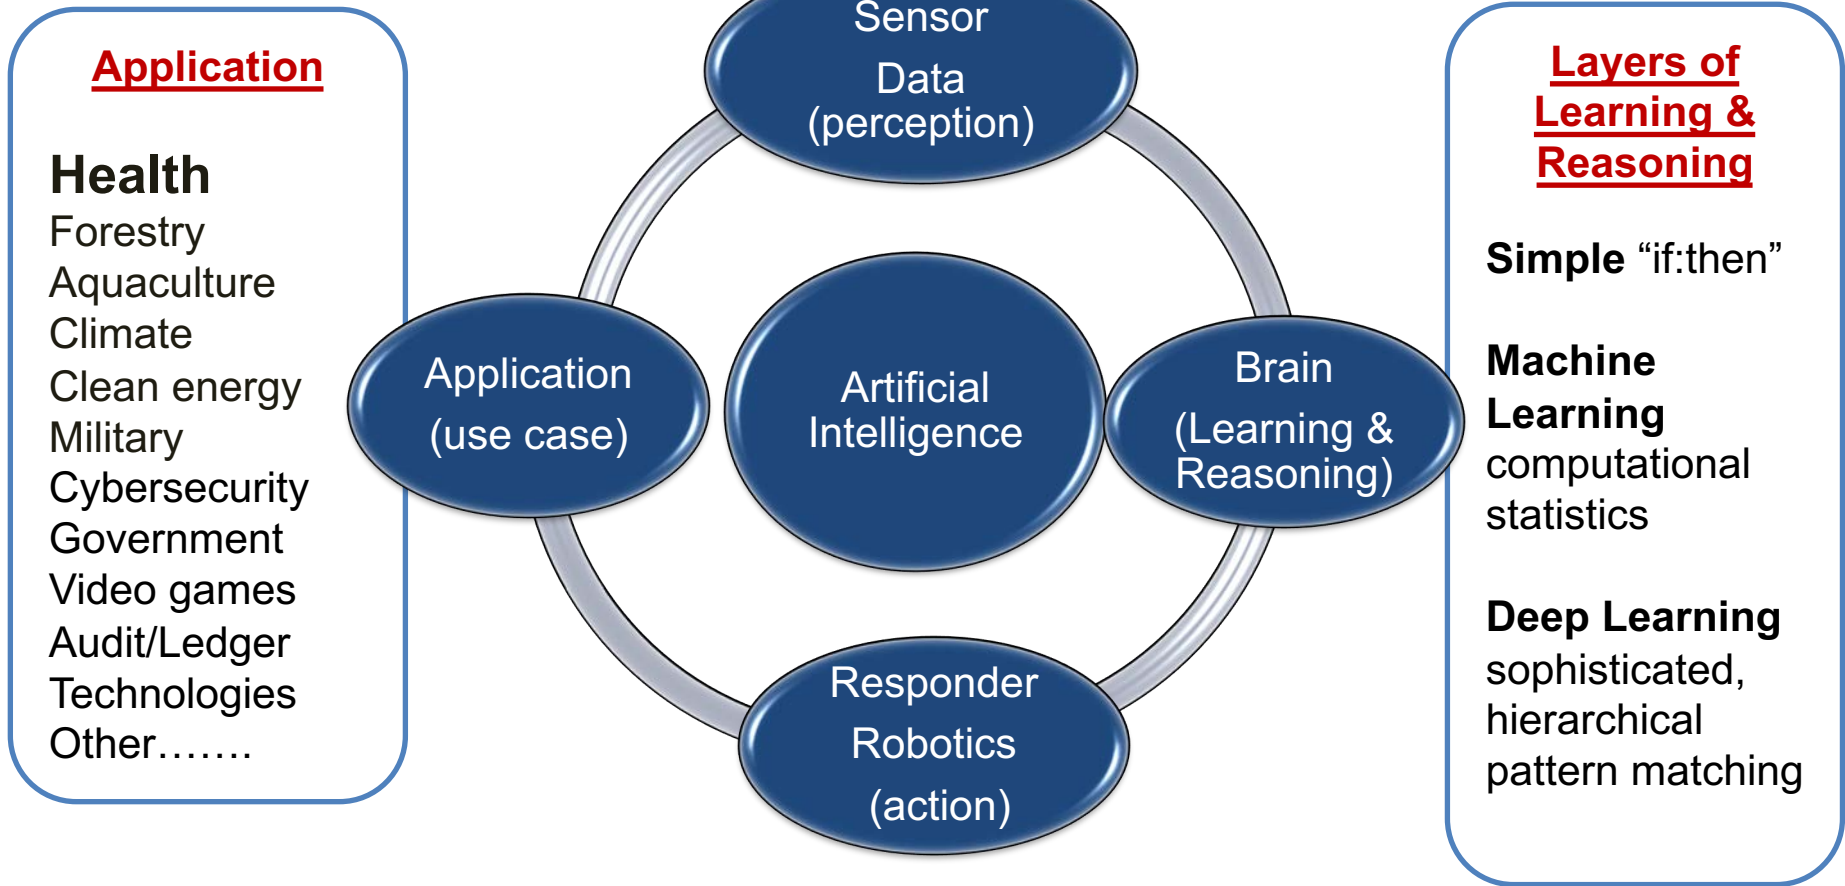 Application
Health
Forestry
Aquaculture
Climate
Clean energy
Military
Cybersecurity
Government
Video games
Audit/Ledger
Technologies
Other…….
Sensor
Data
(perception)
Application
(use case)
Artificial
Intelligence
Brain
(Learning &
Reasoning)
Responder
Robotics
(action)
Layers of
Learning &
Reasoning
Simple “if:then”
Machine
Learning
computational
statistics
Deep Learning
sophisticated,
hierarchical
pattern matching